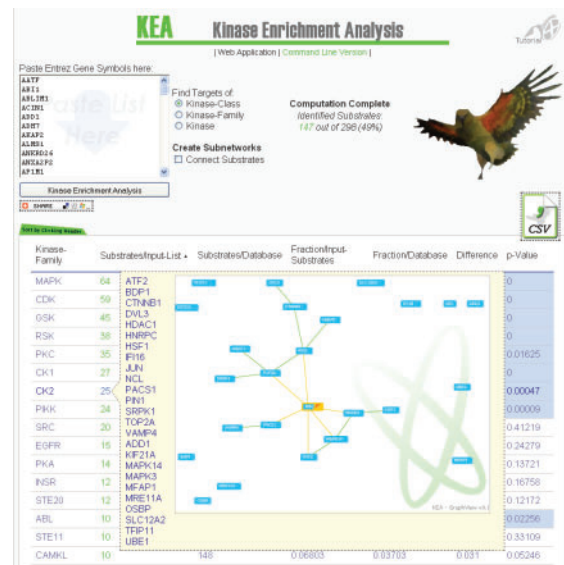 KEA Kinase Enrichment Analysis
| Web Application | Command Line Version |
Tutorial
Paste Entrez Gene Symbols here:
AATF
ABI1
ABLIM1
ACIN1
ADD1
ADH7
AKAP2
ALMS1
ANKRD26
ANXA2P2
AP1M1
Paste List
Here
Find Targets of:
Kinase-Class
Kinase-Family
Kinase
Create Subnetworks
Connect Substrates
Computation Complete
Identified Substrates:
147 out of 298 (49%)
Kinase Enrichment Analysis
SHARE
CSV
Sort by Clicking Header
Kinase-Family Substrates/Input-List Substrates/Database Fraction/Input-Substrates Fraction/Database Difference p-Value
MAPK 64 0
CDK 59 0
GSK 45 0
RSK 38 0
PKC 35 0.01625
CK1 27 0
CK2 25 0.00047
PIKK 24 0.00009
SRC 20 0.41219
EGFR 15 0.24279
PKA 14 0.13721
INSR 12 0.16758
STE20 12 0.12172
ABL 10 0.02256
STE11 10 0.33109
CAMKL 10 148 0.06803 0.03703 0.031 0.05246
ATF2
BDP1
CTNNB1
DVL3
HDAC1
HNRPC
HSF1
IFI16
JUN
NCL
PACS1
PIN1
SRPK1
TOP2A
VAMP4
ADD1
KIF21A
MAPK14
MAPK3
MFAP1
MRE11A
OSBP
SLC12A2
TFIP11
UBE1